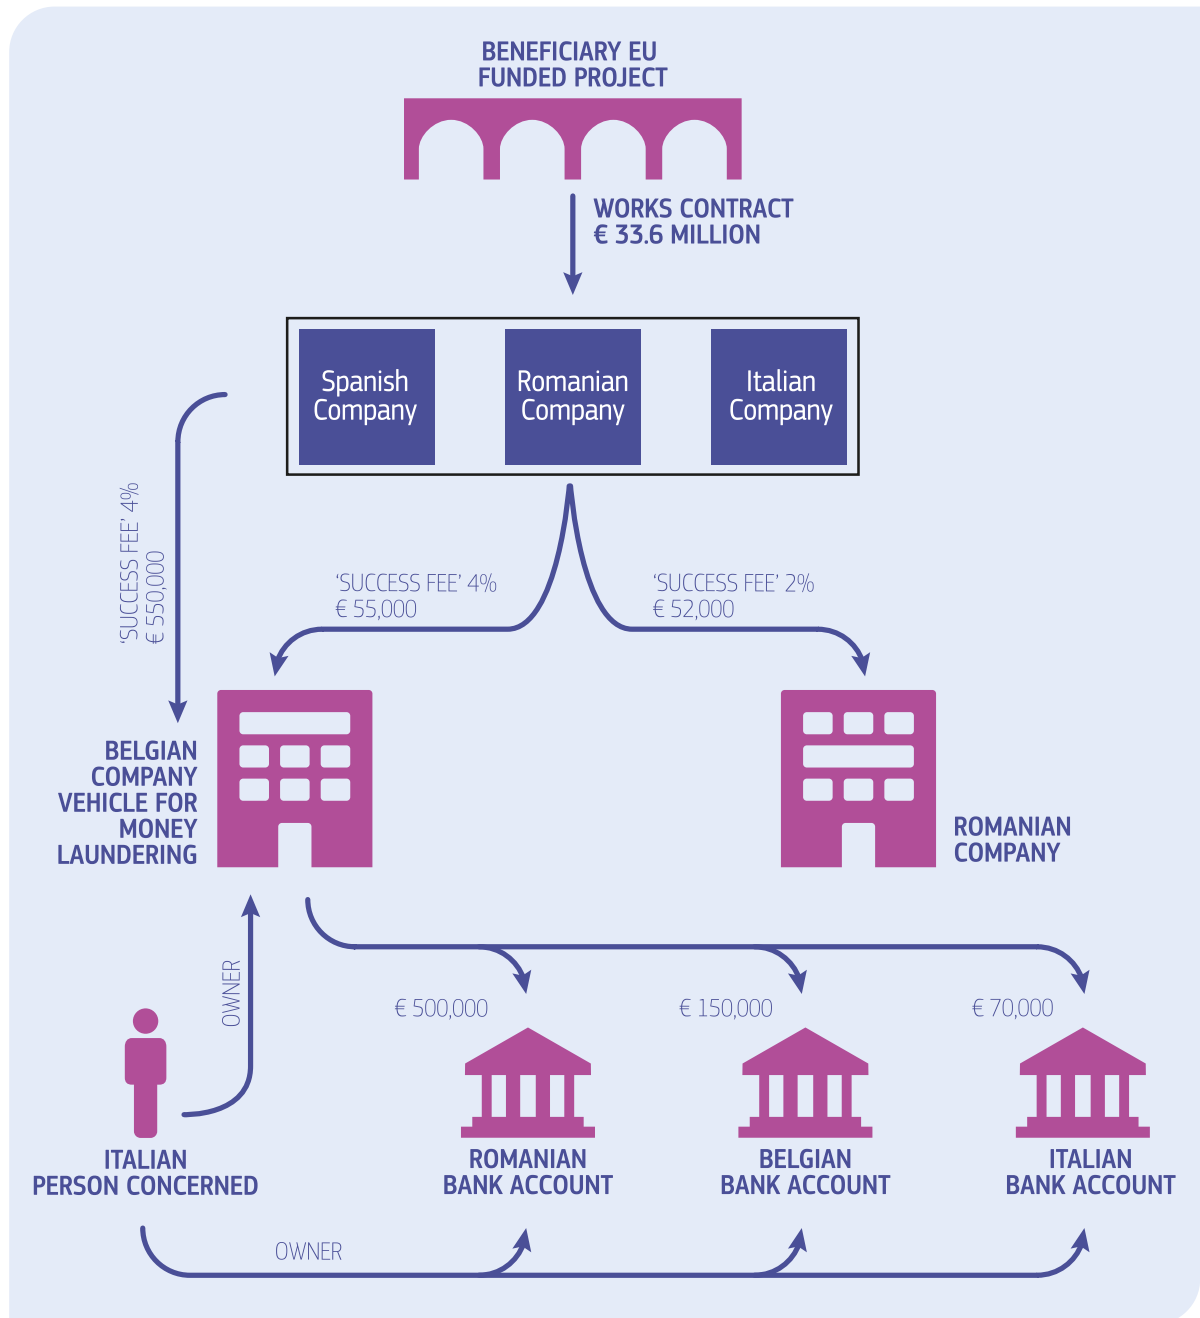 BENEFICIARY EU
FUNDED PROJECT
WORKS CONTRACT
€ 33.6 MILLION
Spanish
Company
Romanian
Company
Italian
Company
‘SUCCESS FEE’ 4%
€ 550,000
‘SUCCESS FEE’ 4%
€ 55,000
‘SUCCESS FEE’ 2%
€ 52,000
BELGIAN
COMPANY
VEHICLE FOR
MONEY
LAUNDERING
ROMANIAN
COMPANY
OWNER
€ 500,000
€ 150,000
€ 70,000
ITALIAN
PERSON CONCERNED
ROMANIAN
BANK ACCOUNT
BELGIAN
BANK ACCOUNT
ITALIAN
BANK ACCOUNT
OWNER